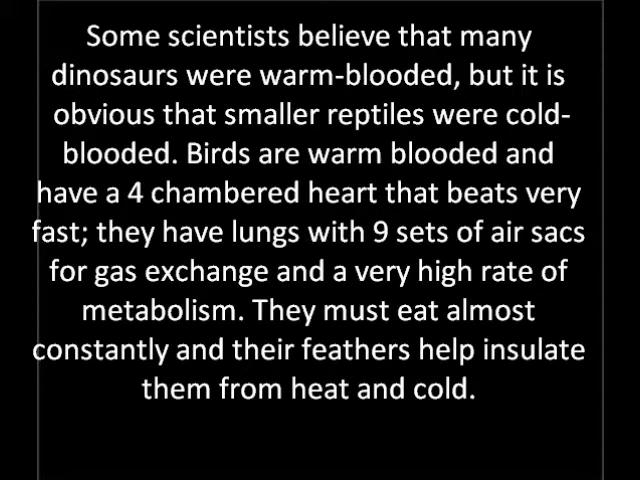 Some scientists believe that many
dinosaurs were warm-blooded, but it is
obvious that smaller reptiles were cold-
blooded. Birds are warm blooded and
have a 4 chambered heart that beats very
fast; they have lungs with 9 sets of air sacs
for gas exchange and a very high rate of
metabolism. They must eat almost
constantly and their feathers help insulate
them from heat and cold.